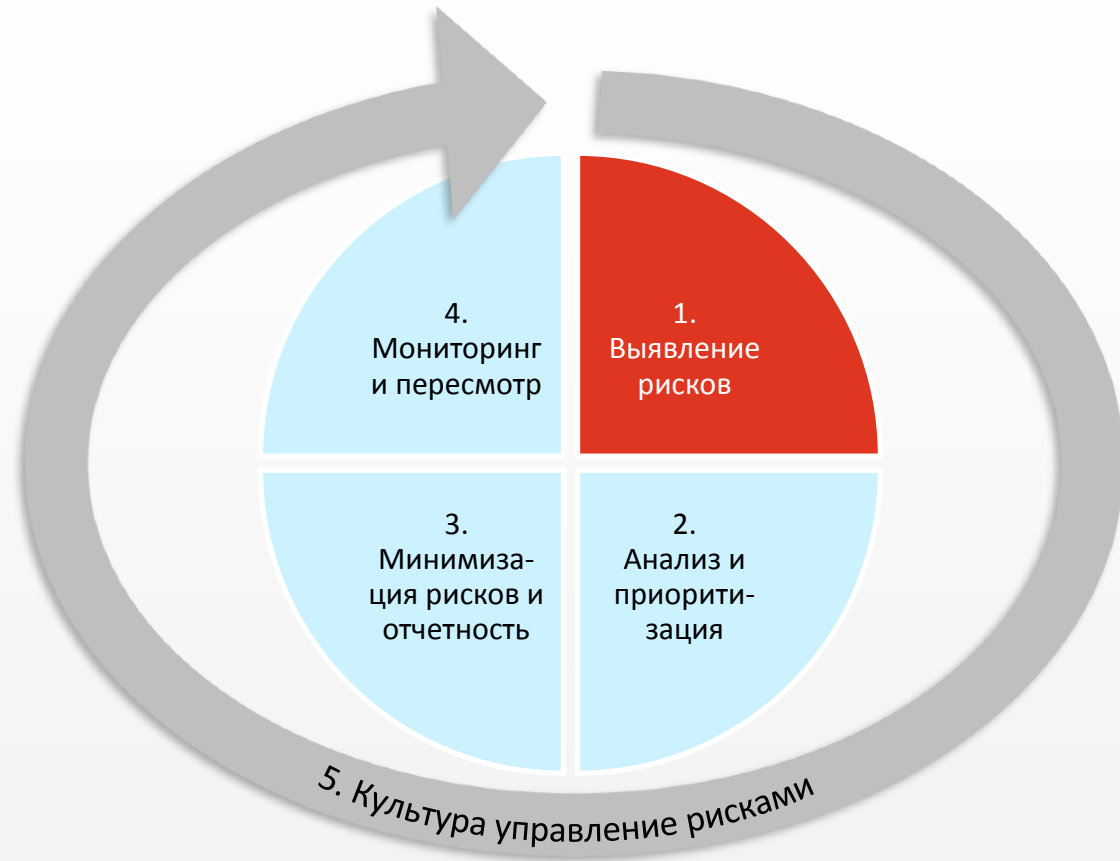 1.
Выявление
рисков
2.
Анализ и
приорити-
зация
3.
Минимиза-
ция рисков и
отчетность
4.
Мониторинг
и пересмотр
5. Культура управление рисками